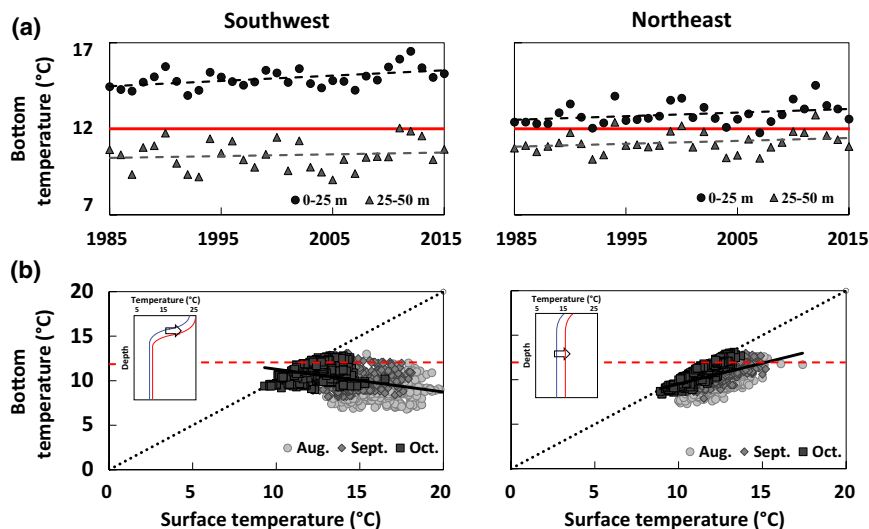 Southwest
Northeast
(a)
Bottom
temperature (°C)
17
12
7
0-25 m
25-50 m
1985
1995
2005
2015
0-25 m
25-50 m
1985
1995
2005
2015
(b)
Bottom
temperature (°C)
20
15
10
5
0
Temperature (°C)
5
15
25
Depth
Aug.
Sept.
Oct.
0
5
10
15
20
Surface temperature (°C)
Temperature (°C)
5
15
25
Depth
Aug.
Sept.
Oct.
0
5
10
15
20
Surface temperature (°C)